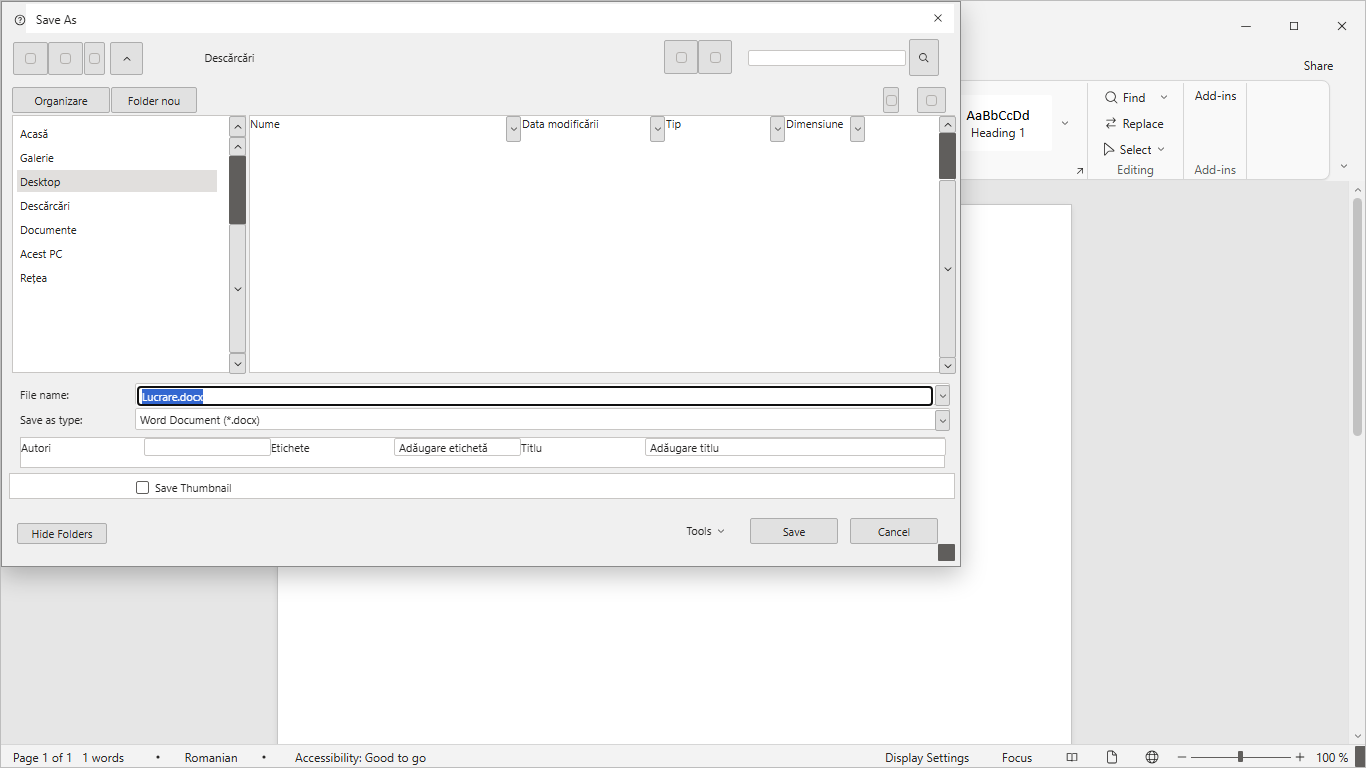 Save As
Descărcări
Share
Organizare
Folder nou
Find
Replace
Select
Editing
AaBbCcDd
Heading 1
Add-ins
Add-ins
Nume
Data modificării
Tip
Dimensiune
Acasă
Galerie
Desktop
Descărcări
Documente
Acest PC
Rețea
File name:
Lucrare.docx
Save as type:
Word Document (*.docx)
Autori
Etichete
Adăugare etichetă
Titlu
Adăugare titlu
Save Thumbnail
Hide Folders
Tools
Save
Cancel
Page 1 of 1
1 words
Romanian
Accessibility: Good to go
Display Settings
Focus
100 %